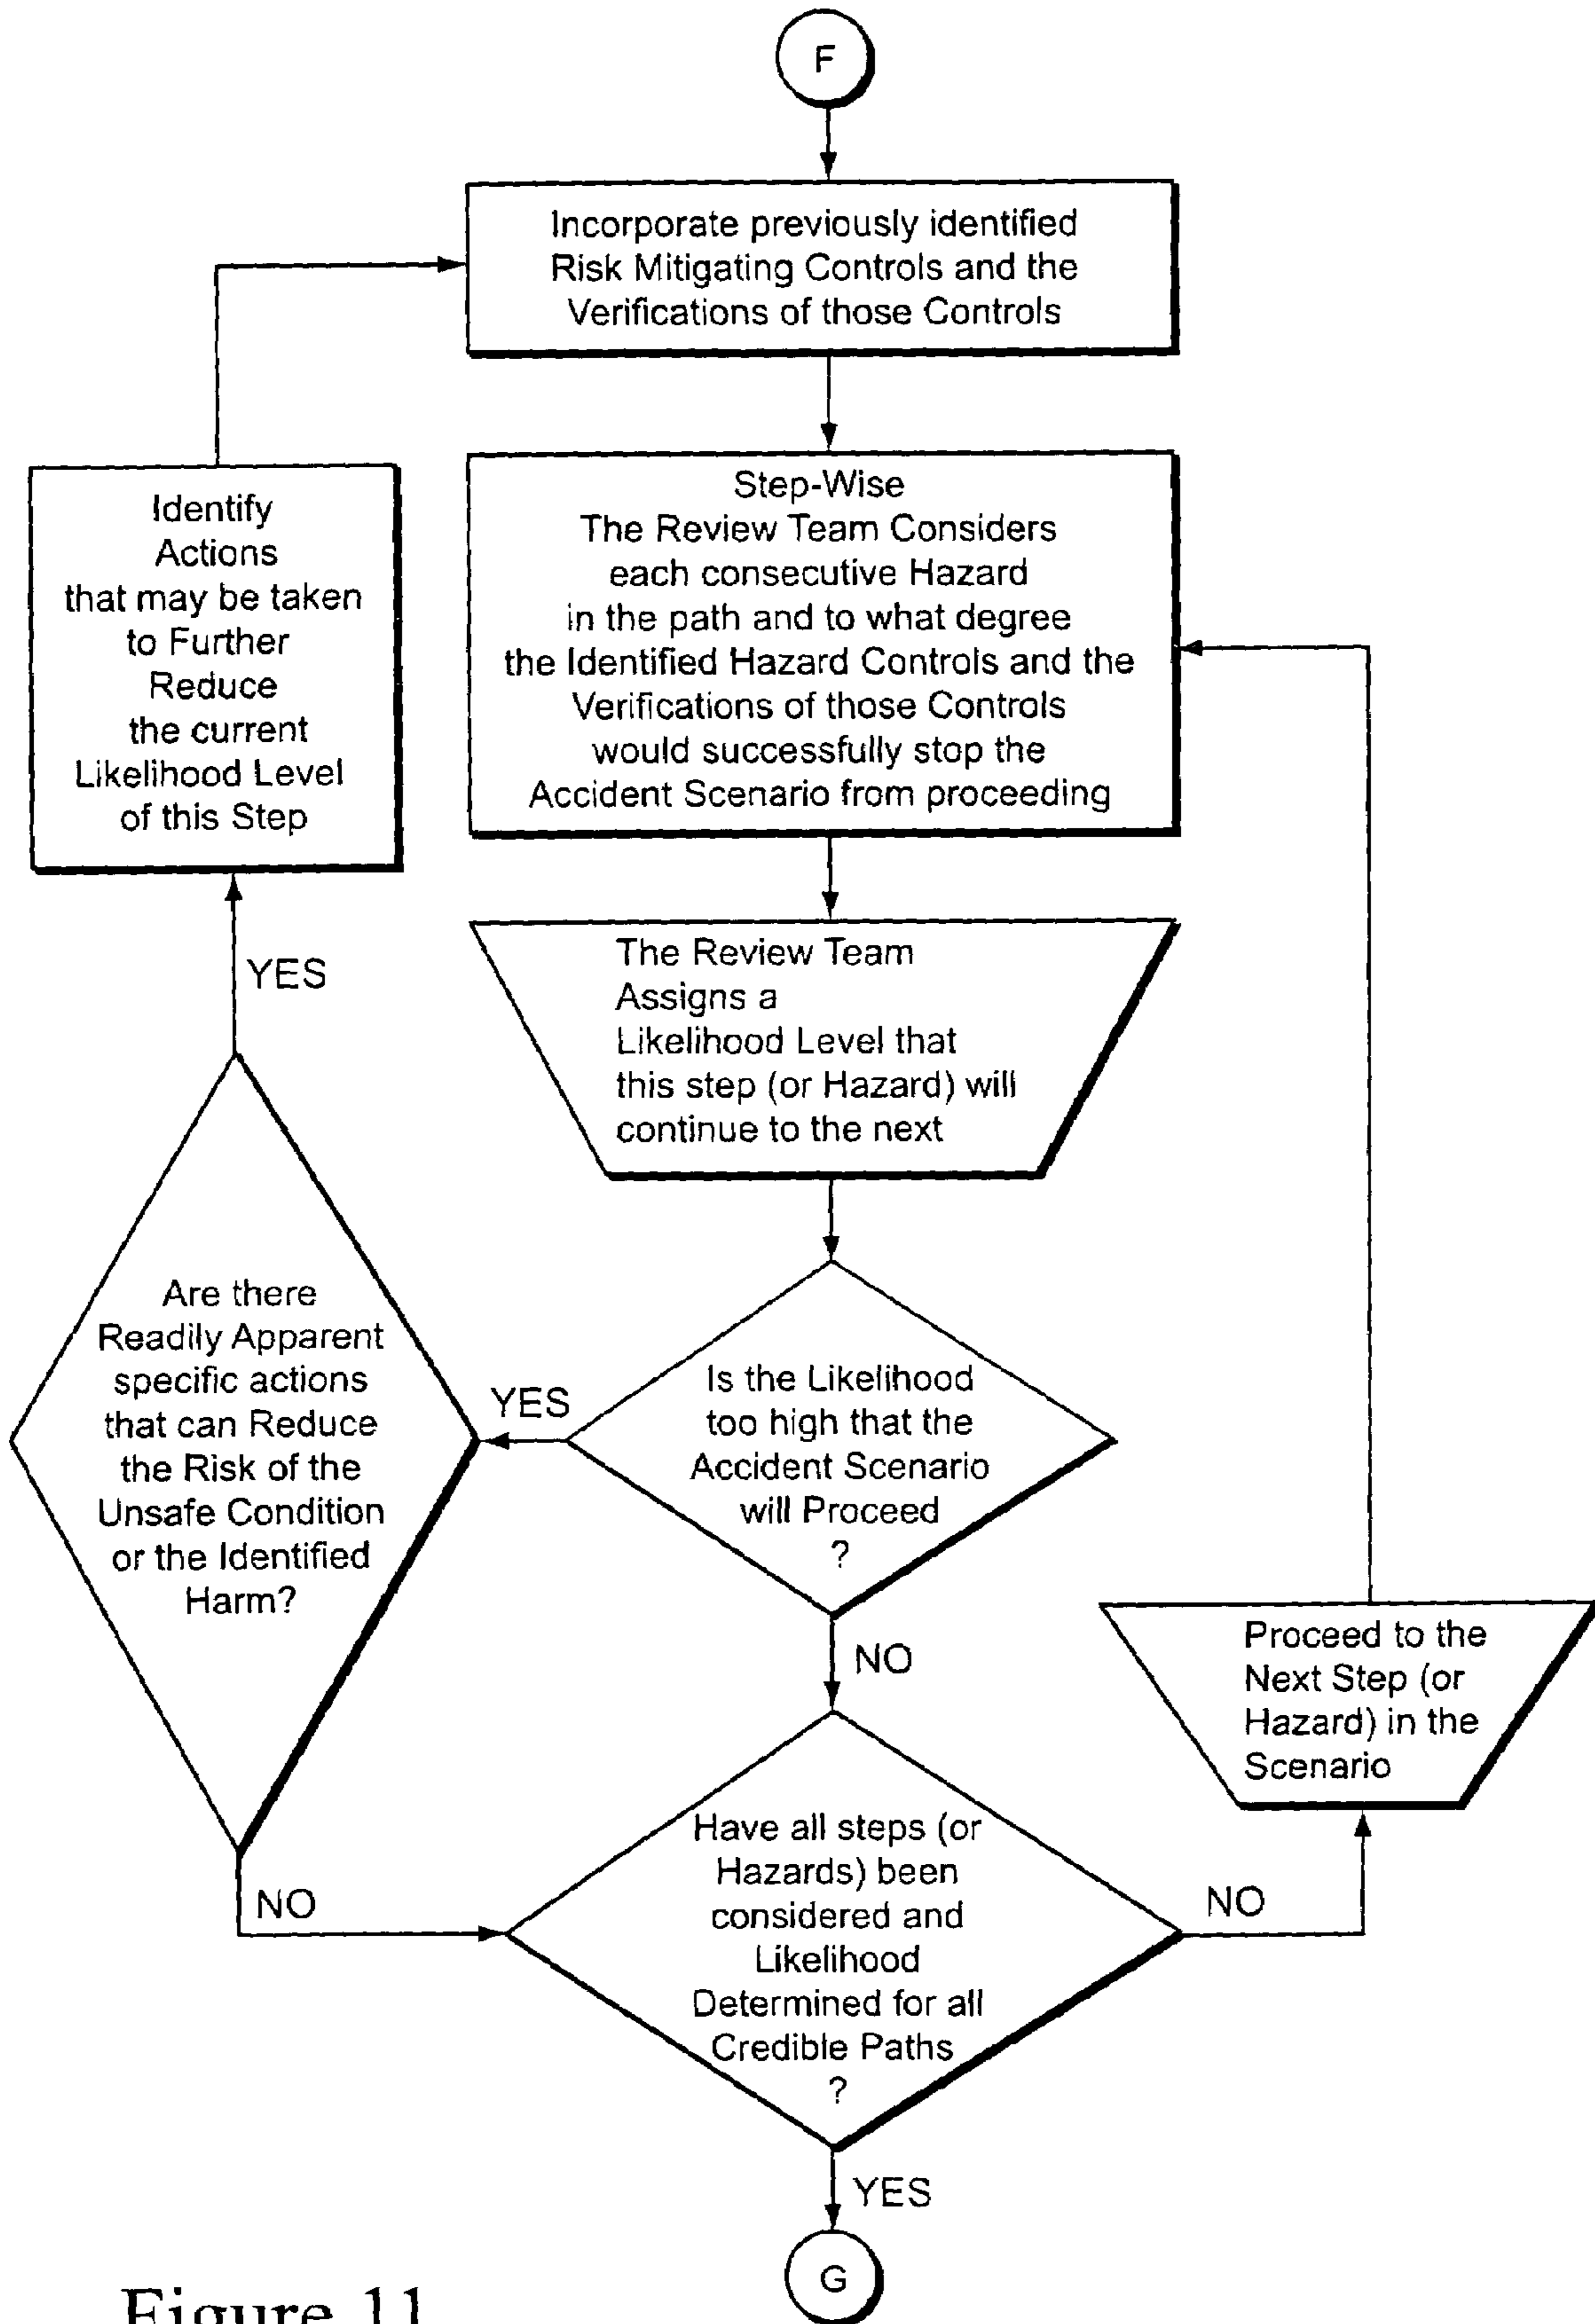 F
Incorporate previously identified
Risk Mitigating Controls and the
Verifications of those Controls
Identify
Actions
that may be taken
to Further
Reduce
the current
Likelihood Level
of this Step
Step-Wise
The Review Team Considers
each consecutive Hazard
in the path and to what degree
the Identified Hazard Controls and the
Verifications of those Controls
would successfully stop the
Accident Scenario from proceeding
The Review Team
Assigns a
Likelihood Level that
this step (or Hazard) will
continue to the next
YES
Are there
Readily Apparent
specific actions
that can Reduce
the Risk of the
Unsafe Condition
or the Identified
Harm?
YES
Is the Likelihood
too high that the
Accident Scenario
will Proceed
?
NO
Proceed to the
Next Step (or
Hazard) in the
Scenario
NO
Have all steps (or
Hazards) been
considered and
Likelihood
Determined for all
Credible Paths
?
NO
YES
G
Figure 11